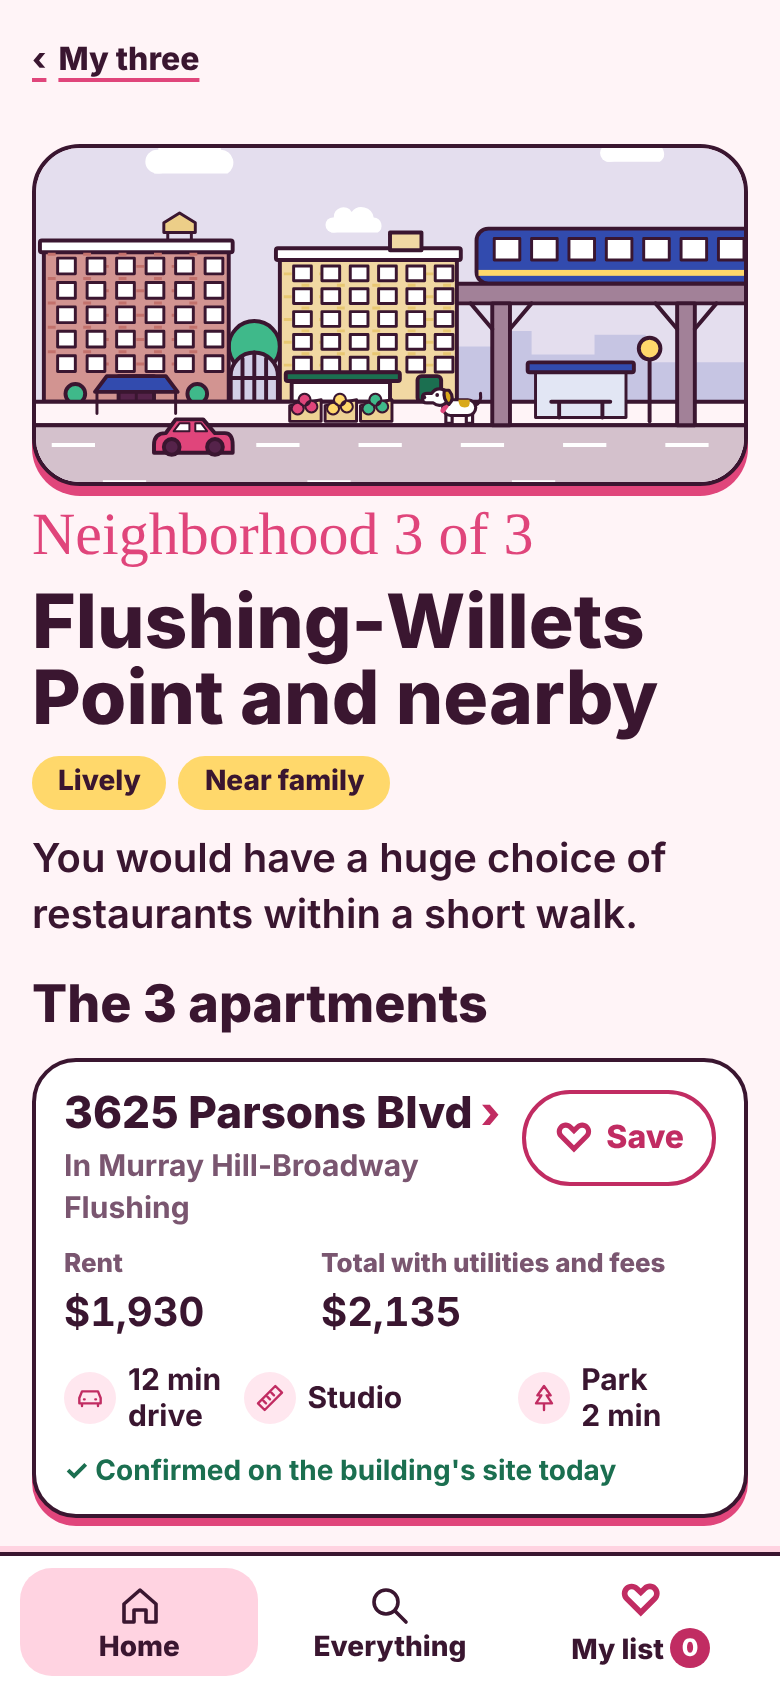 ‹ My three
Neighborhood 3 of 3
Flushing-Willets
Point and nearby
Lively
Near family
You would have a huge choice of
restaurants within a short walk.
The 3 apartments
3625 Parsons Blvd ›
Save
In Murray Hill-Broadway
Flushing
Rent
Total with utilities and fees
$1,930
$2,135
12 min
drive
Studio
Park
2 min
✓ Confirmed on the building's site today
Home
Everything
My list 0